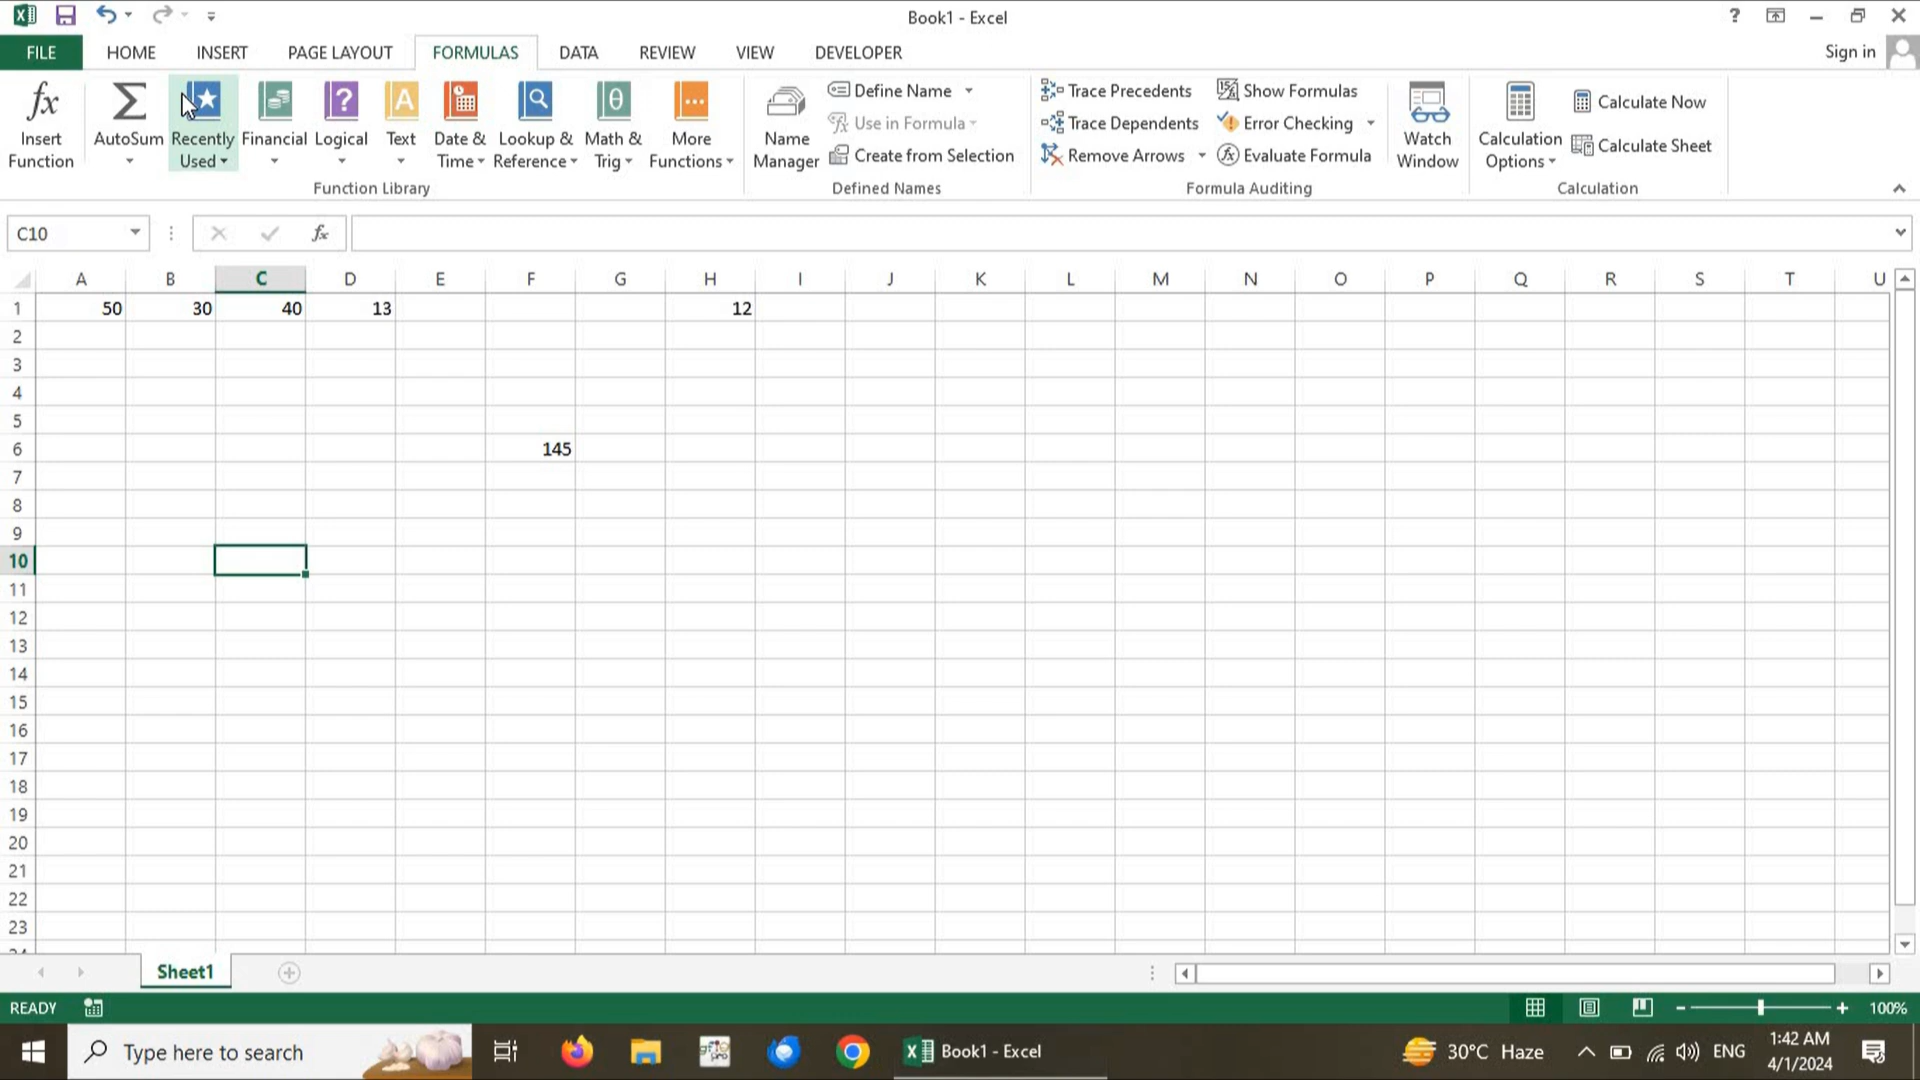 Book1 - Excel
?
FILE HOME INSERT PAGE LAYOUT FORMULAS DATA REVIEW VIEW DEVELOPER Sign in
fx Insert Function
AutoSum
Recently Used
Financial
Logical
Text
Date & Time
Lookup & Reference
Math & Trig
More Functions
Function Library
Name Manager
Define Name
Use in Formula
Create from Selection
Defined Names
Trace Precedents
Trace Dependents
Remove Arrows
Show Formulas
Error Checking
Evaluate Formula
Formula Auditing
Watch Window
Calculation Options
Calculate Now
Calculate Sheet
Calculation
C10 fx
A B C D E F G H I J K L M N O P Q R S T U
1 50 30 40 13 12
2
3
4
5
6 145
7
8
9
10
11
12
13
14
15
16
17
18
19
20
21
22
23
24
Sheet1
READY 100%
Type here to search
Book1 - Excel
30°C Haze
ENG
1:42 AM
4/1/2024